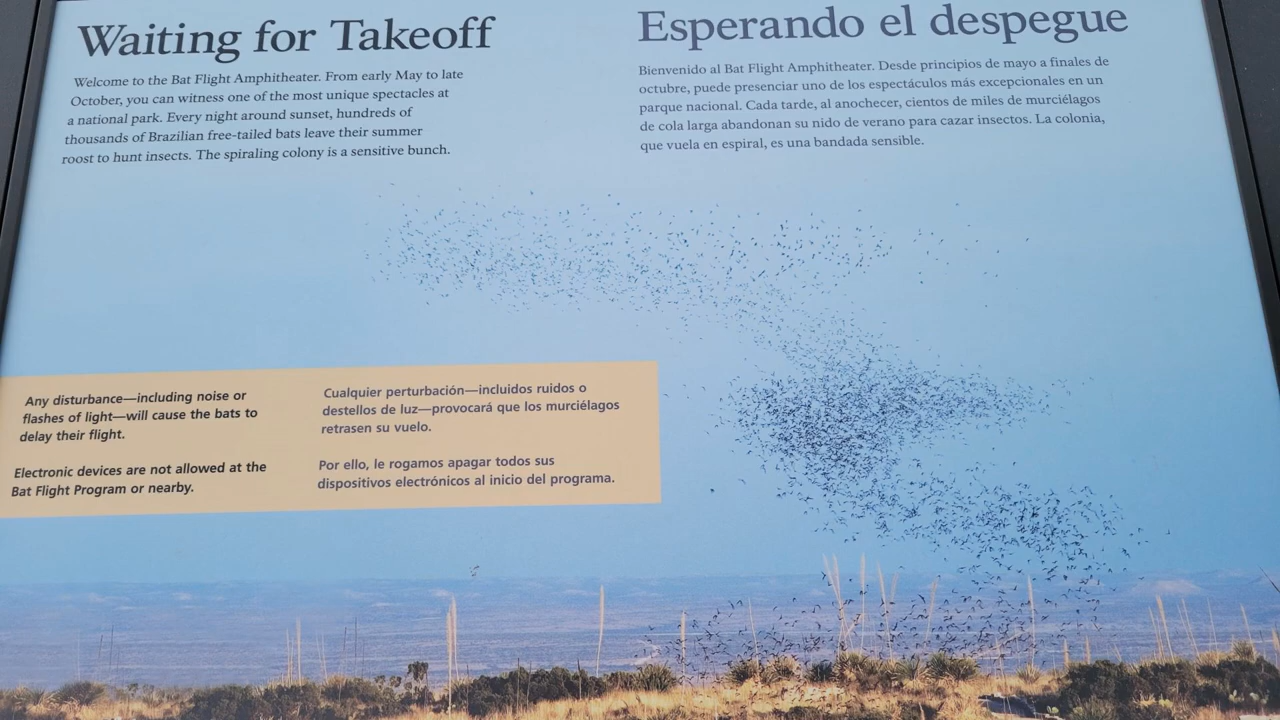 Waiting for Takeoff
Welcome to the Bat Flight Amphitheater. From early May to late
October, you can witness one of the most unique spectacles at
a national park. Every night around sunset, hundreds of
thousands of Brazilian free-tailed bats leave their summer
roost to hunt insects. The spiraling colony is a sensitive bunch.
Esperando el despegue
Bienvenido al Bat Flight Amphitheater. Desde principios de mayo a finales de
octubre, puede presenciar uno de los espectáculos más excepcionales en un
parque nacional. Cada tarde, al anochecer, cientos de miles de murciélagos
de cola larga abandonan su nido de verano para cazar insectos. La colonia,
que vuela en espiral, es una bandada sensible.
Any disturbance—including noise or
flashes of light—will cause the bats to
delay their flight.
Electronic devices are not allowed at the
Bat Flight Program or nearby.
Cualquier perturbación—incluidos ruidos o
destellos de luz—provocará que los murciélagos
retrasen su vuelo.
Por ello, le rogamos apagar todos sus
dispositivos electrónicos al inicio del programa.